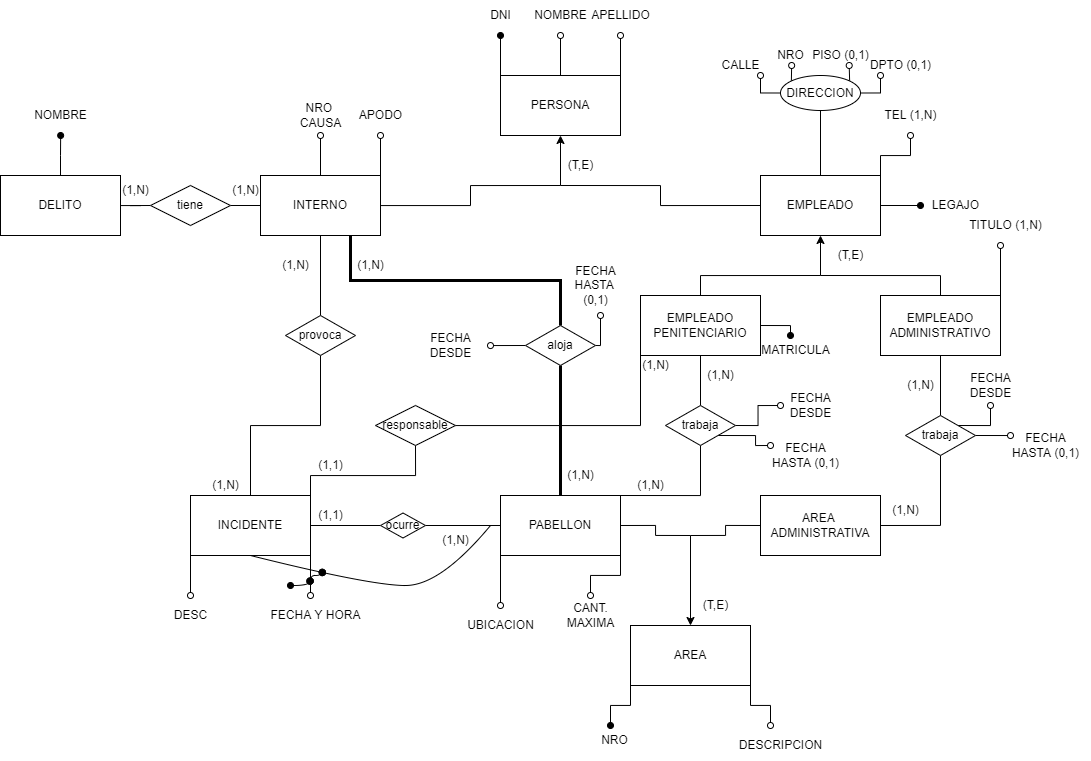 DNI
NOMBRE
APELLIDO
PERSONA
CALLE
NRO
PISO (0,1)
DPTO (0,1)
DIRECCION
NOMBRE
NRO
CAUSA
APODO
TEL (1,N)
(T,E)
DELITO
(1,N)
tiene
(1,N)
INTERNO
EMPLEADO
LEGAJO
TITULO (1,N)
(1,N)
(1,N)
(T,E)
FECHA
HASTA
(0,1)
provoca
FECHA
DESDE
aloja
EMPLEADO
PENITENCIARIO
MATRICULA
EMPLEADO
ADMINISTRATIVO
(1,N)
(1,N)
(1,N)
FECHA
DESDE
FECHA
DESDE
responsable
trabaja
trabaja
FECHA
HASTA (0,1)
FECHA
HASTA (0,1)
(1,1)
(1,N)
(1,N)
(1,N)
INCIDENTE
(1,1)
ocurre
(1,N)
PABELLON
AREA
ADMINISTRATIVA
(1,N)
DESC
FECHA Y HORA
UBICACION
CANT.
MAXIMA
(T,E)
AREA
NRO
DESCRIPCION